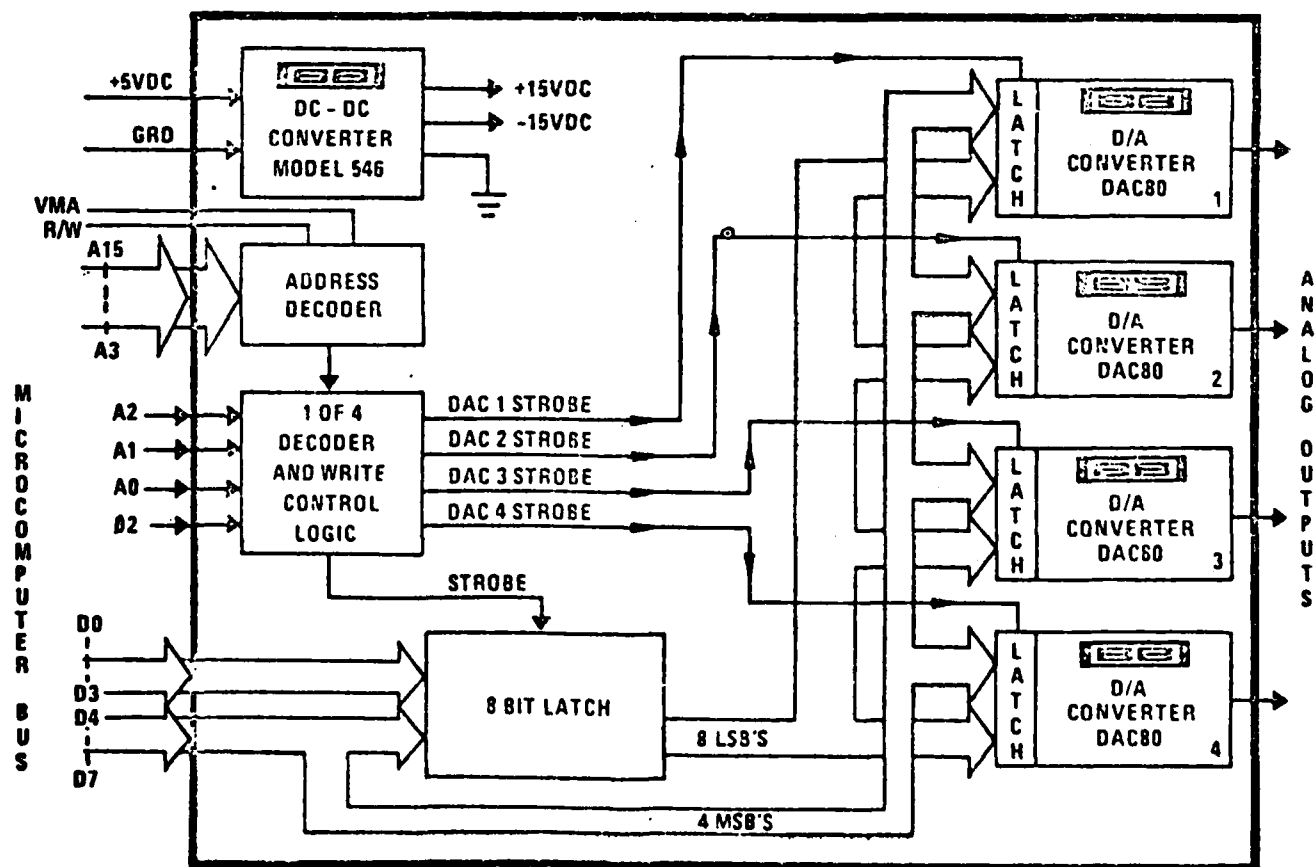 +5VDC
GRD
DC - DC
CONVERTER
MODEL 546
+15VDC
-15VDC
VMA
R/W
A15
A3
ADDRESS
DECODER
MICROCOMPUTER BUS
A2
A1
A0
Ø2
1 OF 4
DECODER
AND WRITE
CONTROL
LOGIC
DAC 1 STROBE
DAC 2 STROBE
DAC 3 STROBE
DAC 4 STROBE
STROBE
D0
D3
D4
D7
8 BIT LATCH
8 LSB'S
4 MSB'S
LATCH
D/A
CONVERTER
DAC80
1
LATCH
D/A
CONVERTER
DAC80
2
LATCH
D/A
CONVERTER
DAC80
3
LATCH
D/A
CONVERTER
DAC80
4
ANALOG OUTPUTS